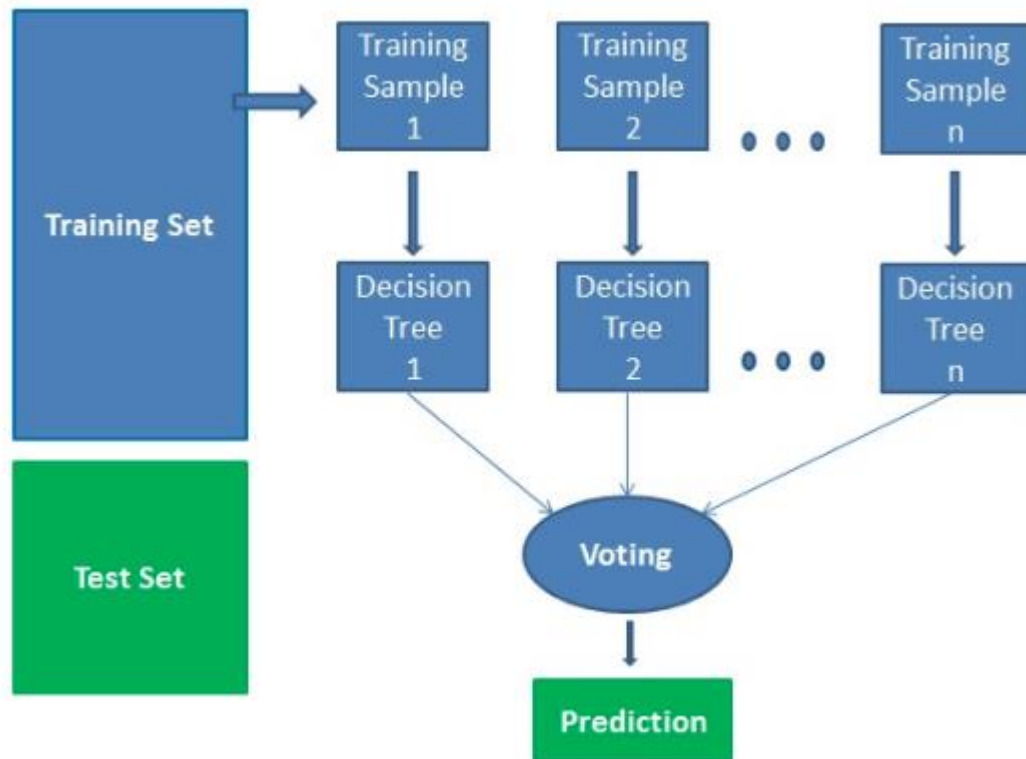 Training
Sample
1
Training
Sample
2
Training
Sample
n
Training Set
Decision
Tree
1
Decision
Tree
2
Decision
Tree
n
Voting
Test Set
Prediction